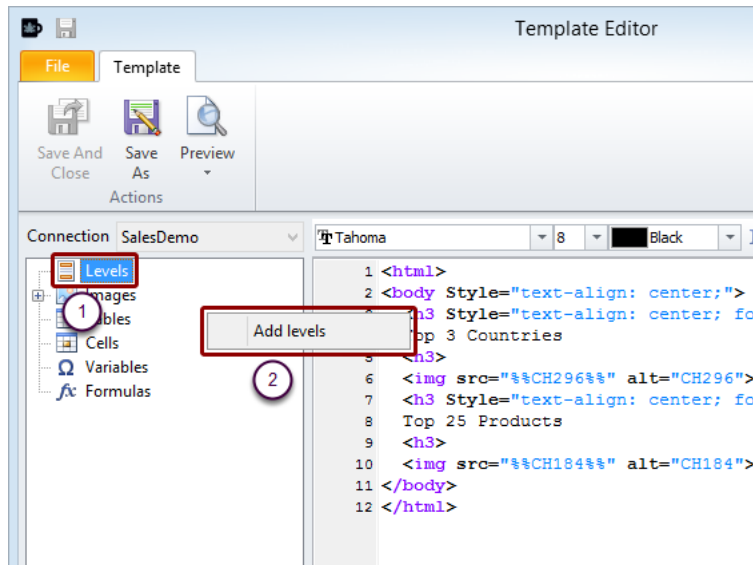 Template Editor
File
Template
Save And
Close
Save
As
Preview
Actions
Connection
SalesDemo
Tahoma
8
Black
Levels
Images
1
Cells
Variables
Formulas
Add levels
2
1 <html>
2 <body Style="text-align: center;">
<h3 Style="text-align: center; fo
op 3 Countries
5 <h3>
6 <img src="%%CH296%%" alt="CH296">
7 <h3 Style="text-align: center; fo
8 Top 25 Products
9 <h3>
10 <img src="%%CH184%%" alt="CH184">
11 </body>
12 </html>